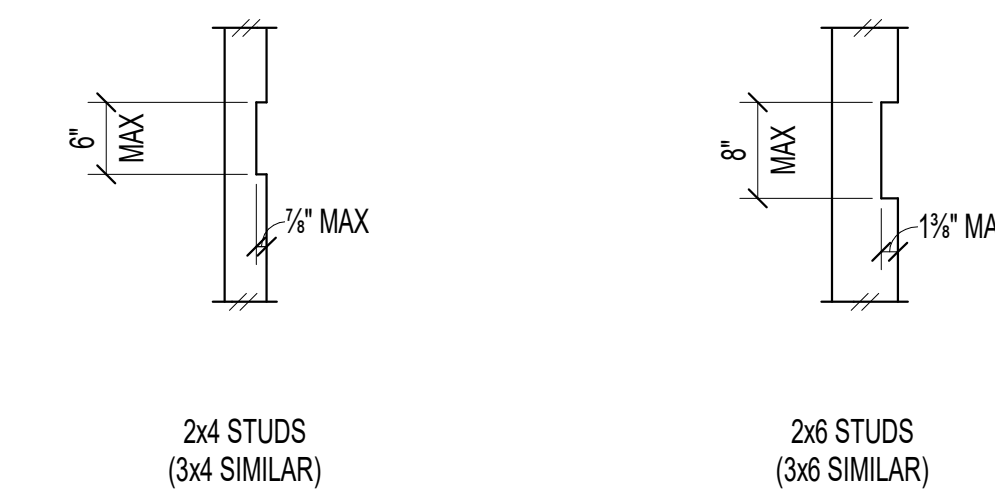 6"
MAX
⅞" MAX
2x4 STUDS
(3x4 SIMILAR)
8"
MAX
1⅜" MA
2x6 STUDS
(3x6 SIMILAR)